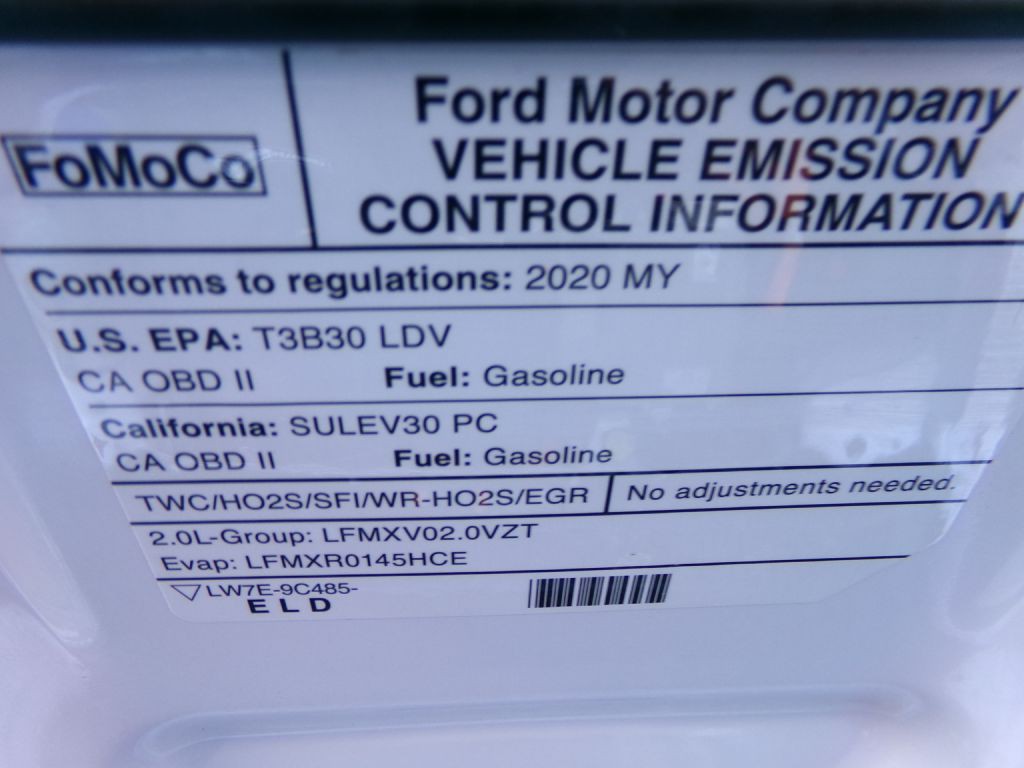 FoMoCo
Ford Motor Company
VEHICLE EMISSION
CONTROL INFORMATION
Conforms to regulations: 2020 MY
U.S. EPA: T3B30 LDV
CA OBD II Fuel: Gasoline
California: SULEV30 PC
CA OBD II Fuel: Gasoline
TWC/HO2S/SFI/WR-HO2S/EGR No adjustments needed.
2.0L-Group: LFMXV02.0VZT
Evap: LFMXR0145HCE
LW7E-9C485-
ELD